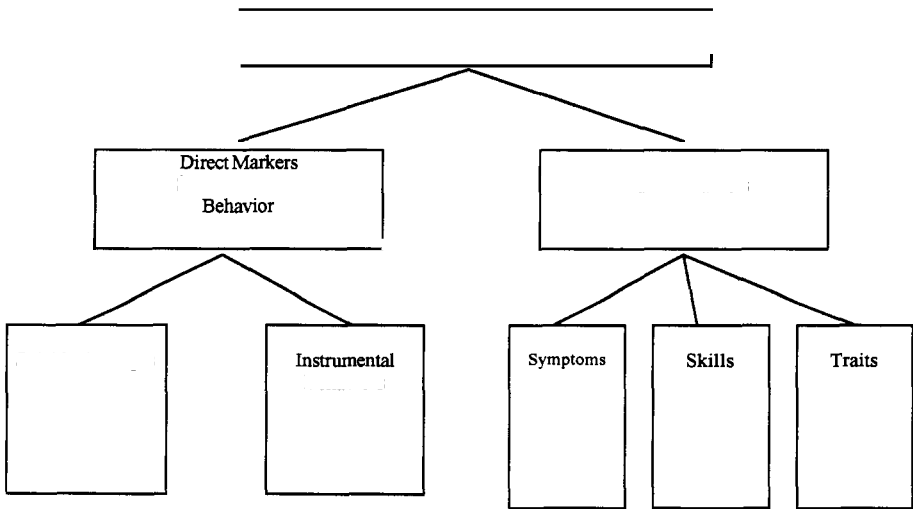 Direct Markers
Behavior
Instrumental
Symptoms
Skills
Traits